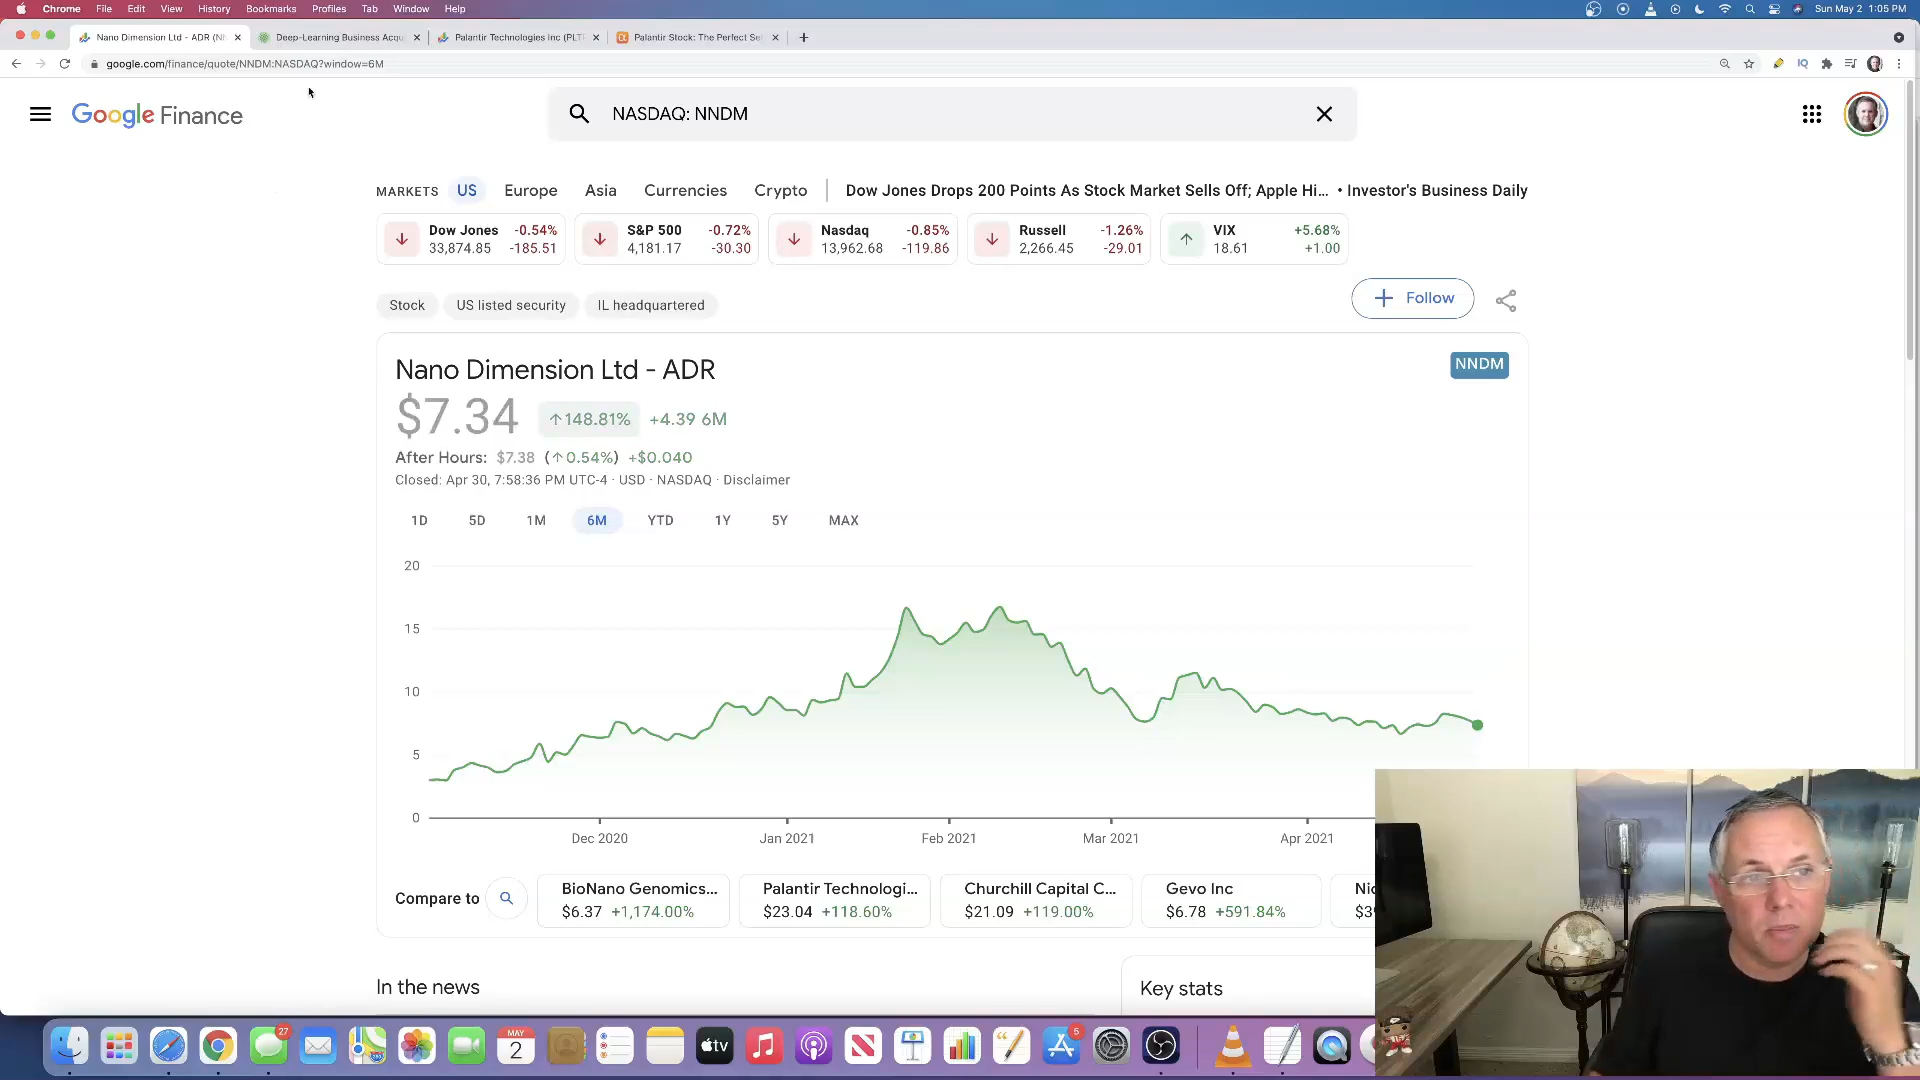 Chrome File Edit View History Bookmarks Profiles Tab Window Help Sun May 2 1:05 PM
Nano Dimension Ltd - ADR (NN Deep-Learning Business Acqu Palantir Technologies Inc (PLT Palantir Stock: The Perfect Se
google.com/finance/quote/NNDM:NASDAQ?window=6M IQ
Google Finance NASDAQ: NNDM
MARKETS US Europe Asia Currencies Crypto Dow Jones Drops 200 Points As Stock Market Sells Off; Apple Hi... • Investor's Business Daily
Dow Jones -0.54% S&P 500 -0.72% Nasdaq -0.85% Russell -1.26% VIX +5.68%
33,874.85 -185.51 4,181.17 -30.30 13,962.68 -119.86 2,266.45 -29.01 18.61 +1.00
Stock US listed security IL headquartered Follow
Nano Dimension Ltd - ADR NNDM
$7.34 ↑148.81% +4.39 6M
After Hours: $7.38 (↑0.54%) +$0.040
Closed: Apr 30, 7:58:36 PM UTC-4 · USD · NASDAQ · Disclaimer
1D 5D 1M 6M YTD 1Y 5Y MAX
20
15
10
5
0
Dec 2020 Jan 2021 Feb 2021 Mar 2021 Apr 2021
Compare to
BioNano Genomics... Palantir Technologi... Churchill Capital C... Gevo Inc Nio
$6.37 +1,174.00% $23.04 +118.60% $21.09 +119.00% $6.78 +591.84% $39
In the news Key stats
27 MAY 2 tv 5